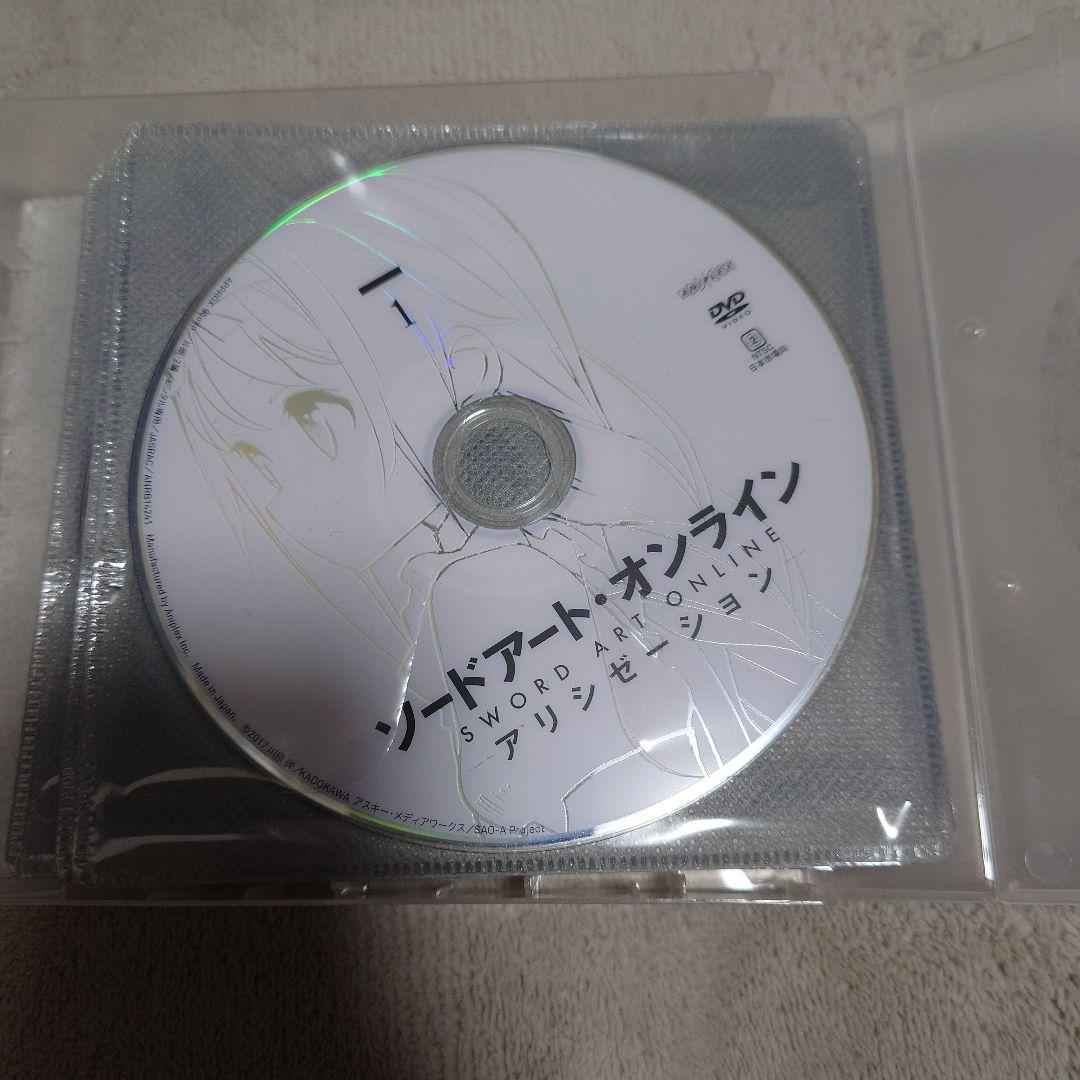 1
ANIPLEX
DVD
VIDEO
2
NTSC
日本市場向
ソードアート・オンライン
SWORD ART ONLINE
アリシゼーション
/JASRAC/ANRB14241 Manufactured by Aniplex Inc. Made in Japan.
©2017 川原 礫/KADOKAWA アスキー・メディアワークス/SAO-A Project